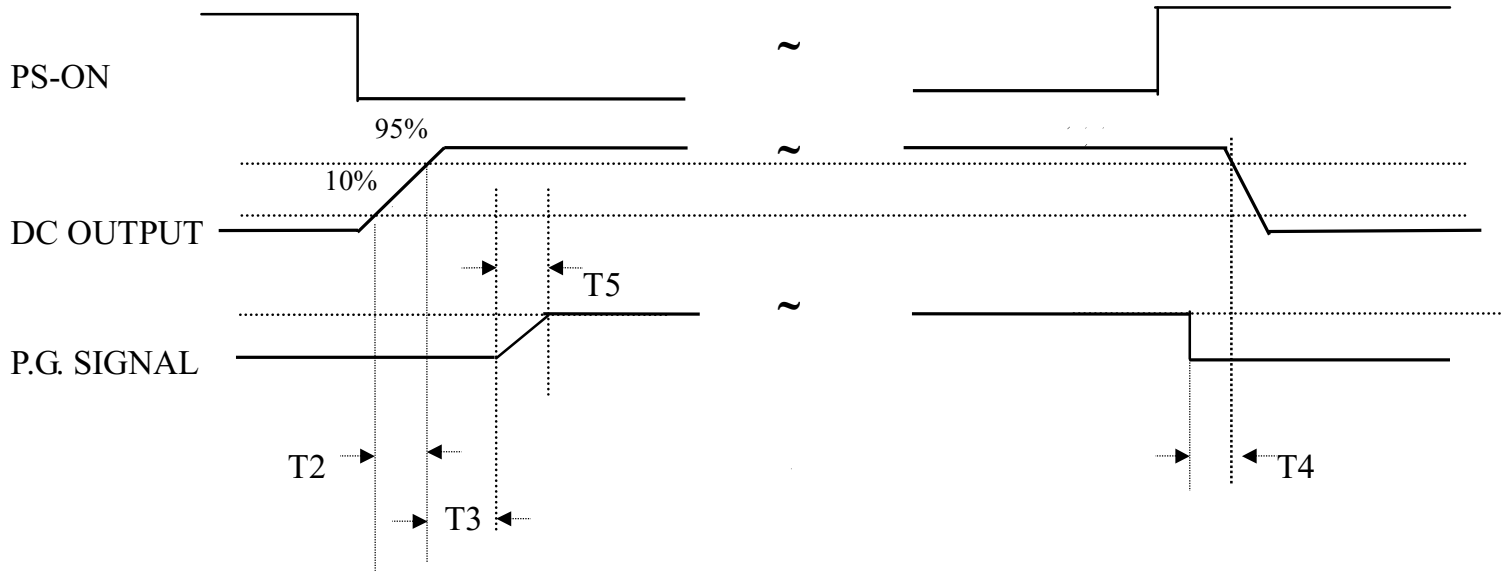 PS-ON
~
95%
~
10%
DC OUTPUT
T5
~
P.G. SIGNAL
T2
T4
T3